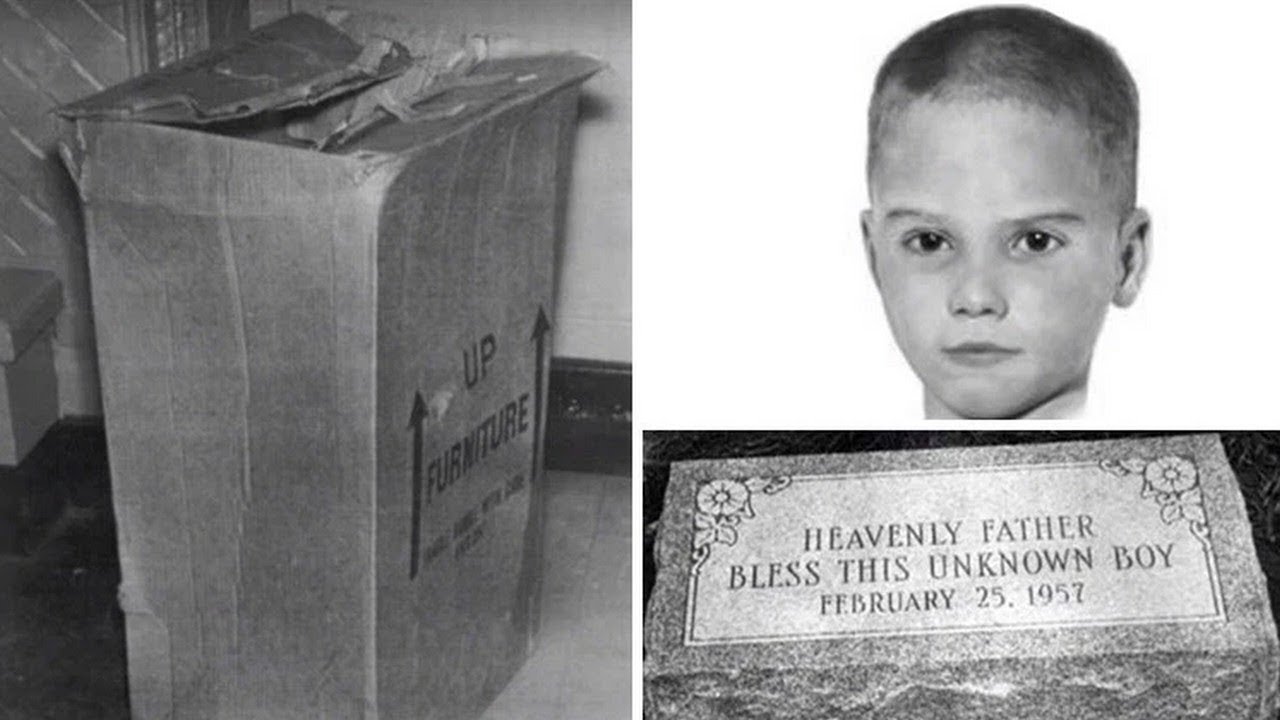 UP
FURNITURE
HEAVENLY FATHER
BLESS THIS UNKNOWN BOY
FEBRUARY 25, 1957